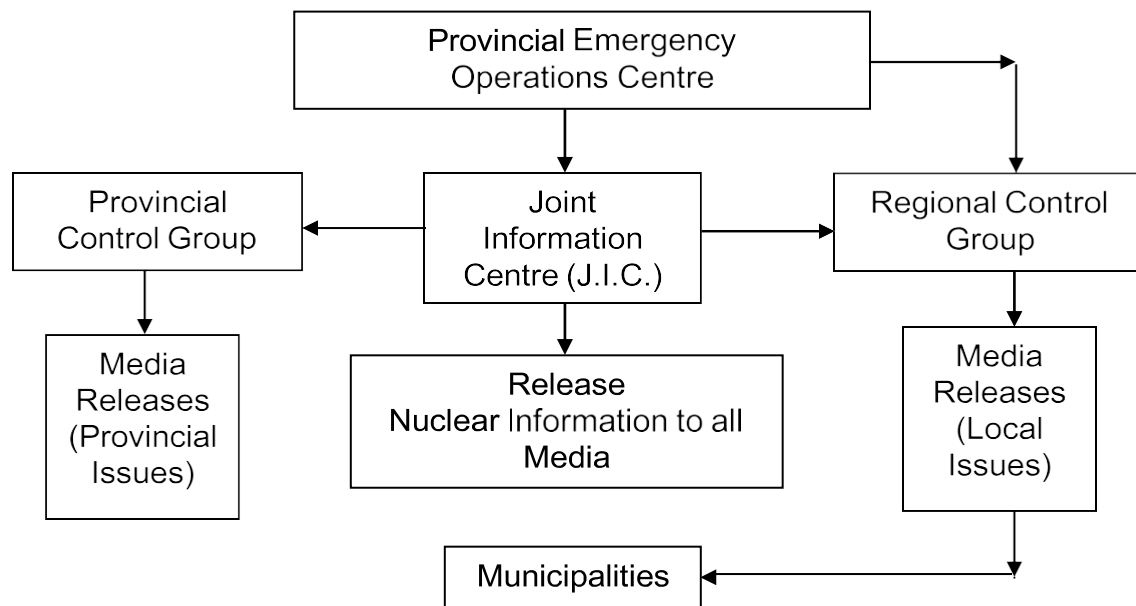 Provincial Emergency
Operations Centre
Provincial
Control Group
Joint
Information
Centre (J.I.C.)
Regional Control
Group
Media
Releases
(Provincial
Issues)
Release
Nuclear Information to all
Media
Media
Releases
(Local
Issues)
Municipalities